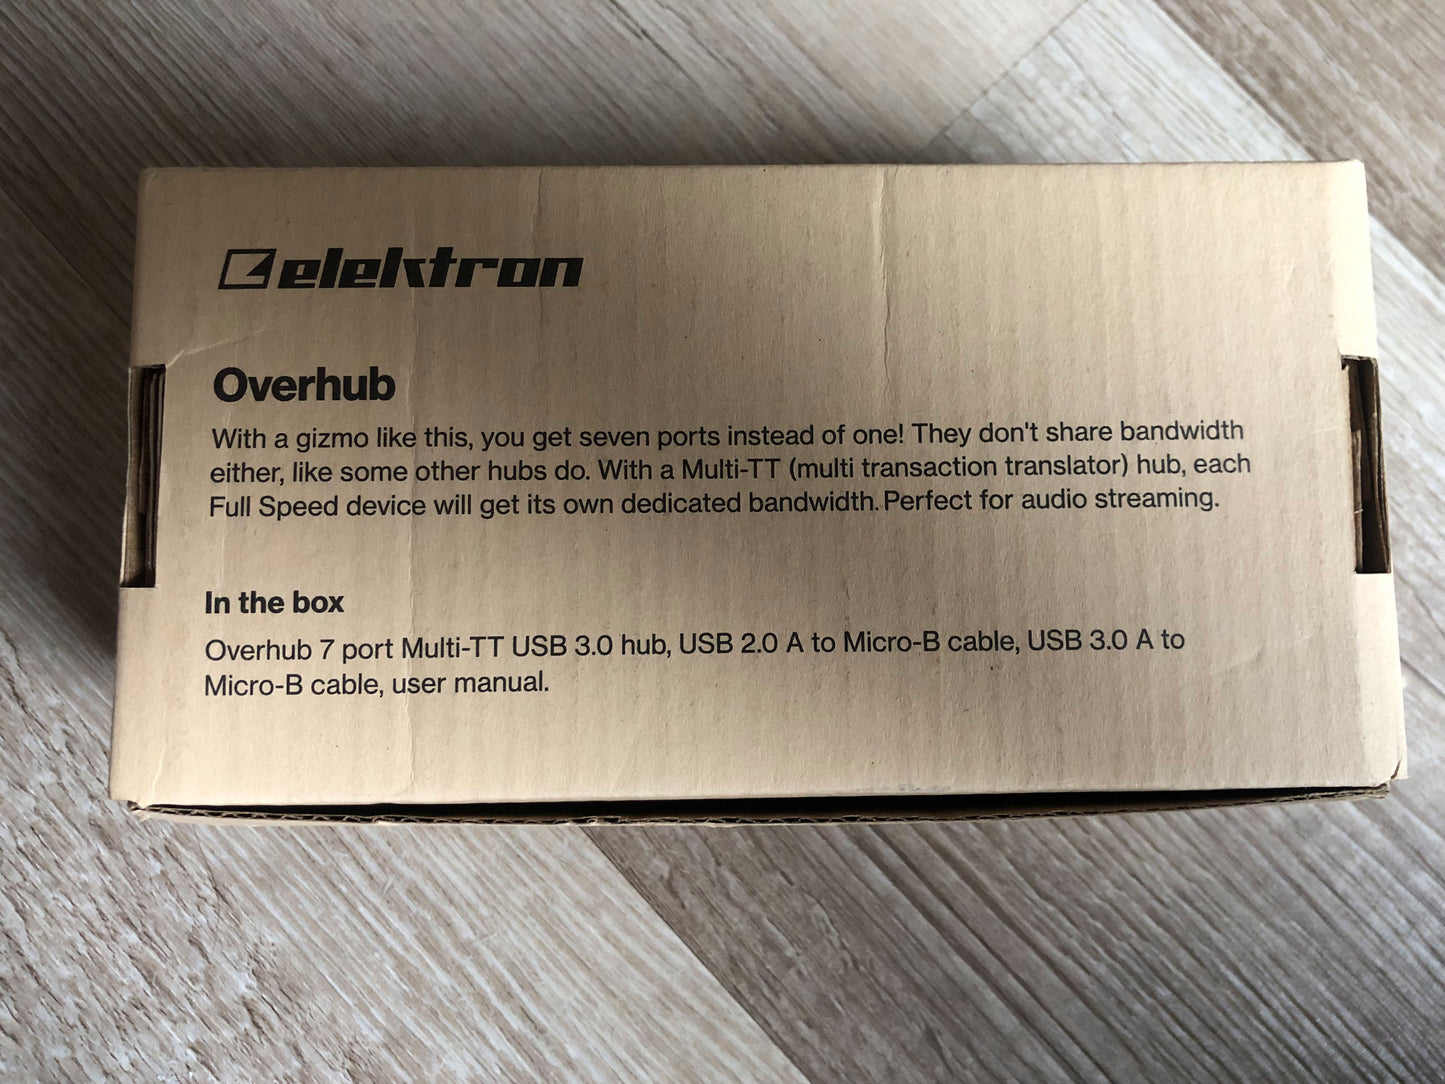 elektron
Overhub
With a gizmo like this, you get seven ports instead of one! They don't share bandwidth
either, like some other hubs do. With a Multi-TT (multi transaction translator) hub, each
Full Speed device will get its own dedicated bandwidth. Perfect for audio streaming.
In the box
Overhub 7 port Multi-TT USB 3.0 hub, USB 2.0 A to Micro-B cable, USB 3.0 A to
Micro-B cable, user manual.